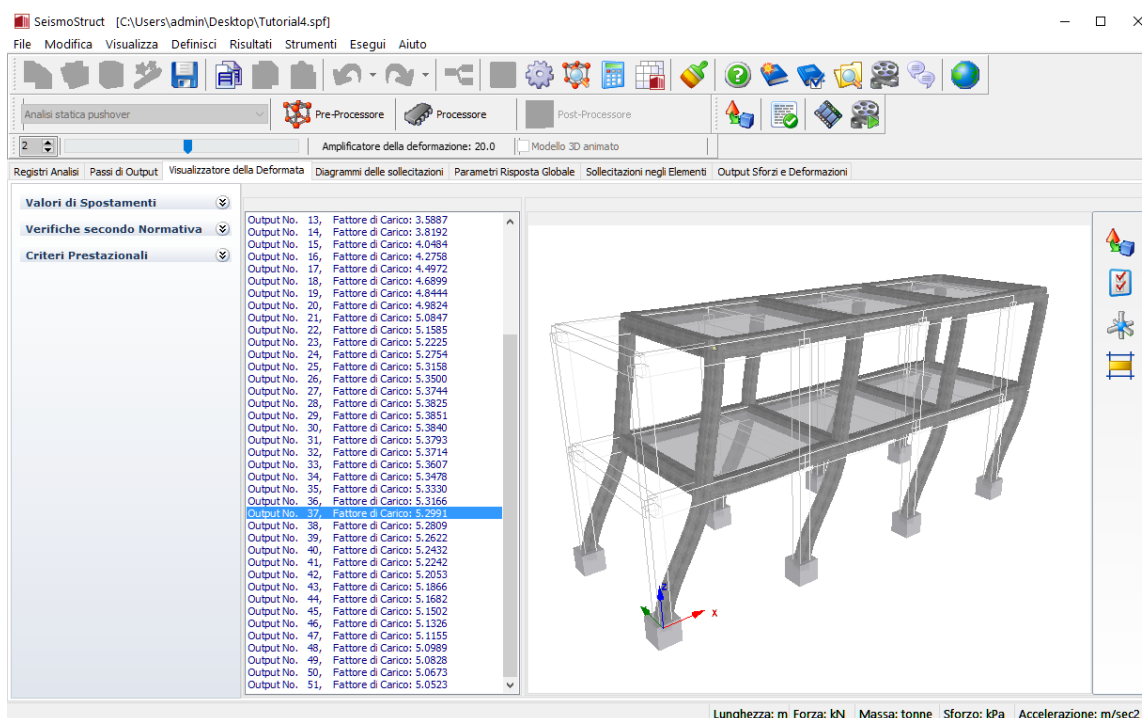 SeismoStruct [C:\Users\admin\Desktop\Tutorial4.spf]
File Modifica Visualizza Definisci Risultati Strumenti Esegui Aiuto
Analisi statica pushover Pre-Processore Processore Post-Processore
2 Amplificatore della deformazione: 20.0 Modello 3D animato
Registri Analisi Passi di Output Visualizzatore della Deformata Diagrammi delle sollecitazioni Parametri Risposta Globale Sollecitazioni negli Elementi Output Sforzi e Deformazioni
Valori di Spostamenti
Verifiche secondo Normativa
Criteri Prestazionali
Output No. 13, Fattore di Carico: 3.5887
Output No. 14, Fattore di Carico: 3.8192
Output No. 15, Fattore di Carico: 4.0484
Output No. 16, Fattore di Carico: 4.2758
Output No. 17, Fattore di Carico: 4.4972
Output No. 18, Fattore di Carico: 4.6899
Output No. 19, Fattore di Carico: 4.8444
Output No. 20, Fattore di Carico: 4.9824
Output No. 21, Fattore di Carico: 5.0847
Output No. 22, Fattore di Carico: 5.1585
Output No. 23, Fattore di Carico: 5.2225
Output No. 24, Fattore di Carico: 5.2754
Output No. 25, Fattore di Carico: 5.3158
Output No. 26, Fattore di Carico: 5.3500
Output No. 27, Fattore di Carico: 5.3744
Output No. 28, Fattore di Carico: 5.3825
Output No. 29, Fattore di Carico: 5.3851
Output No. 30, Fattore di Carico: 5.3840
Output No. 31, Fattore di Carico: 5.3793
Output No. 32, Fattore di Carico: 5.3714
Output No. 33, Fattore di Carico: 5.3607
Output No. 34, Fattore di Carico: 5.3478
Output No. 35, Fattore di Carico: 5.3330
Output No. 36, Fattore di Carico: 5.3166
Output No. 37, Fattore di Carico: 5.2991
Output No. 38, Fattore di Carico: 5.2809
Output No. 39, Fattore di Carico: 5.2622
Output No. 40, Fattore di Carico: 5.2432
Output No. 41, Fattore di Carico: 5.2242
Output No. 42, Fattore di Carico: 5.2053
Output No. 43, Fattore di Carico: 5.1866
Output No. 44, Fattore di Carico: 5.1682
Output No. 45, Fattore di Carico: 5.1502
Output No. 46, Fattore di Carico: 5.1326
Output No. 47, Fattore di Carico: 5.1155
Output No. 48, Fattore di Carico: 5.0989
Output No. 49, Fattore di Carico: 5.0828
Output No. 50, Fattore di Carico: 5.0673
Output No. 51, Fattore di Carico: 5.0523
z
x
Lunghezza: m Forza: kN Massa: tonne Sforzo: kPa Accelerazione: m/sec2